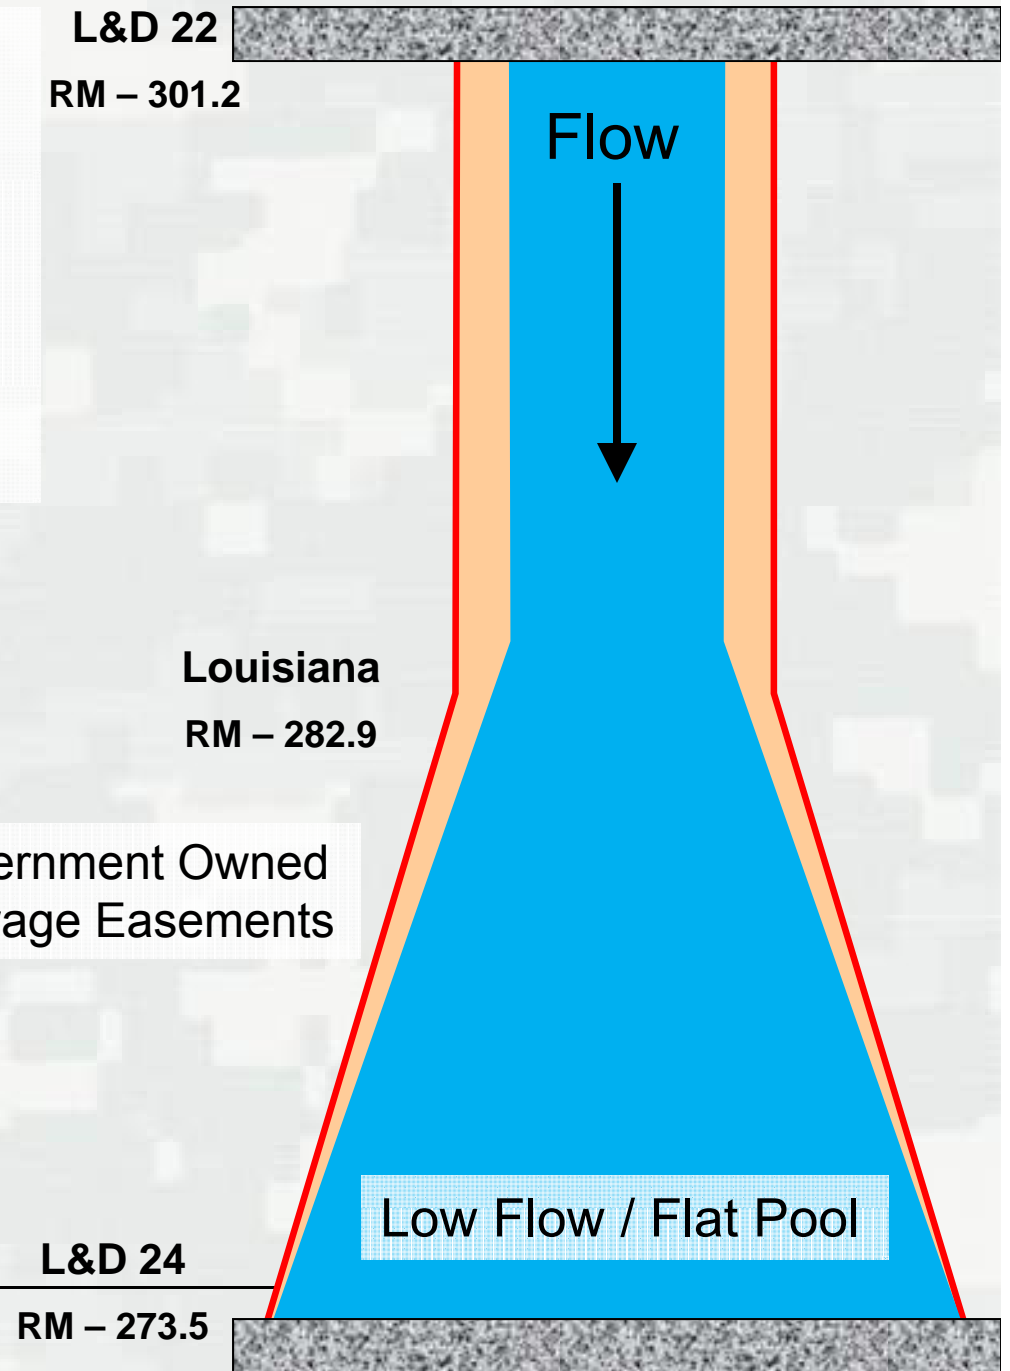 L&D 22
RM – 301.2
Flow
Louisiana
RM – 282.9
ernment Owned
age Easements
Low Flow / Flat Pool
L&D 24
RM – 273.5